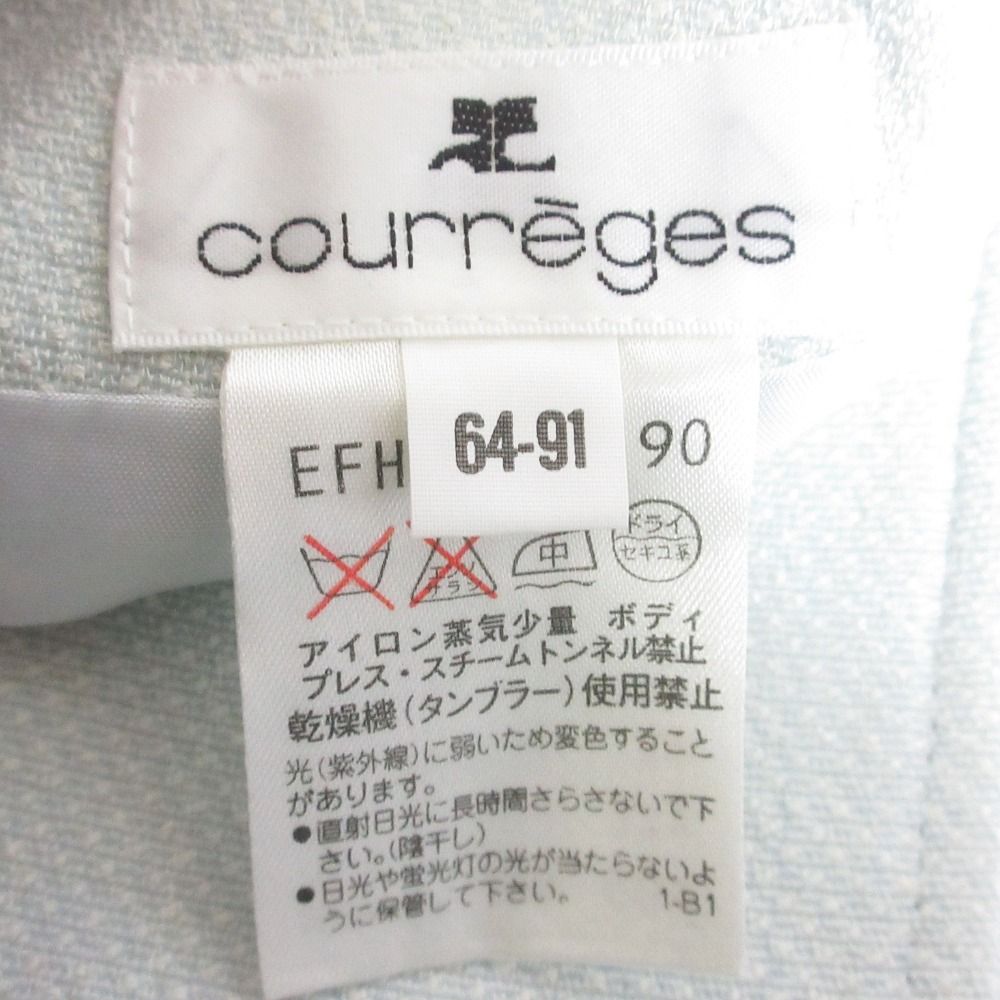 courrèges
64-91
EFH 90
エンソ
サラシ
中
ドライ
セキユ系
アイロン蒸気少量 ボディ
プレス・スチームトンネル禁止
乾燥機(タンブラー)使用禁止
光(紫外線)に弱いため変色すること
があります。
●直射日光に長時間さらさないで下
さい。(陰干し)
●日光や蛍光灯の光が当たらないよ
うに保管して下さい。 1-B1